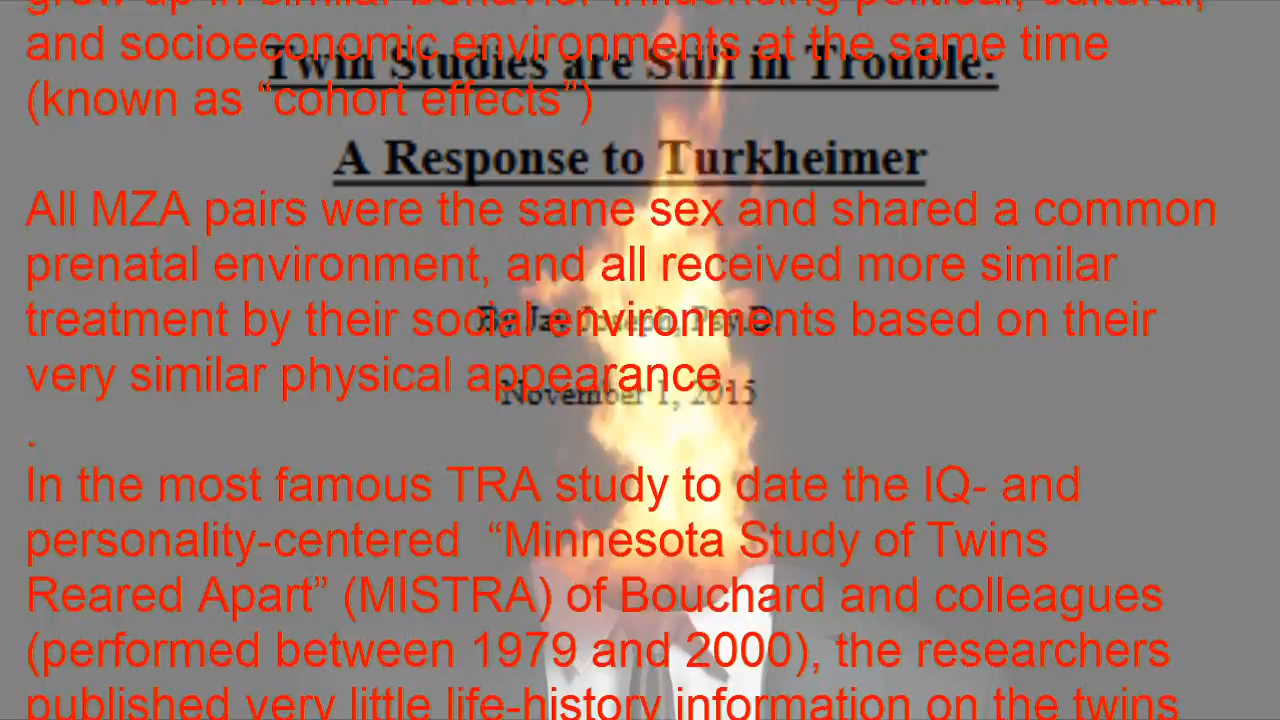 grow up in similar behavior-influencing political, cultural,
and socioeconomic environments at the same time
Twin Studies are Still in Trouble:
(known as “cohort effects”)
A Response to Turkheimer
All MZA pairs were the same sex and shared a common
prenatal environment, and all received more similar
treatment by their social environments based on their
By Jay Joseph, Psy.D.
very similar physical appearance.
November 1, 2015
.
In the most famous TRA study to date the IQ- and
personality-centered “Minnesota Study of Twins
Reared Apart” (MISTRA) of Bouchard and colleagues
(performed between 1979 and 2000), the researchers
published very little life-history information on the twins